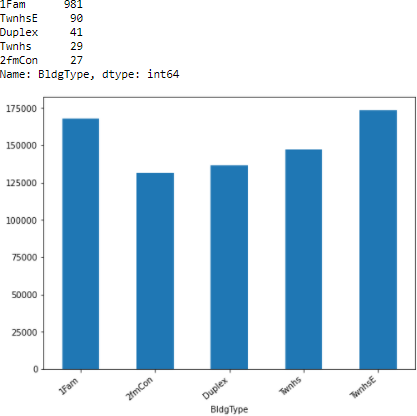 1Fam 981
TwnhsE 90
Duplex 41
Twnhs 29
2fmCon 27
Name: BldgType, dtype: int64
175000
150000
125000
100000
75000
50000
25000
0
1Fam 2fmCon Duplex Twnhs TwnhsE
BldgType